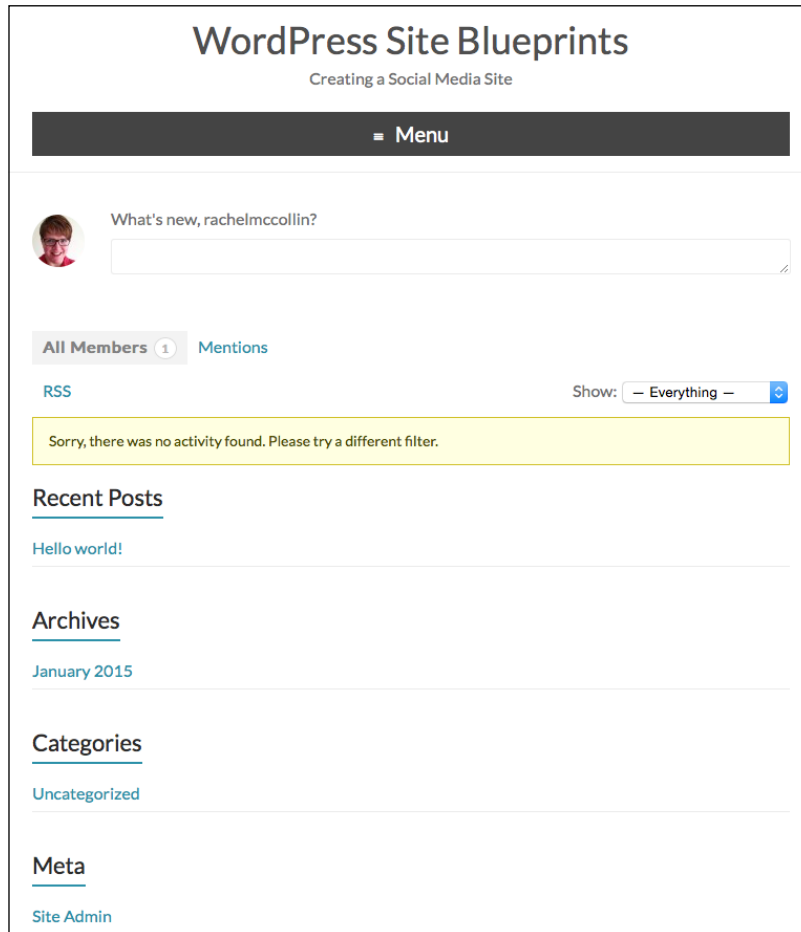 WordPress Site Blueprints
Creating a Social Media Site
≡ Menu
What's new, rachelmccollin?
All Members 1 Mentions
RSS Show: — Everything —
Sorry, there was no activity found. Please try a different filter.
Recent Posts
Hello world!
Archives
January 2015
Categories
Uncategorized
Meta
Site Admin